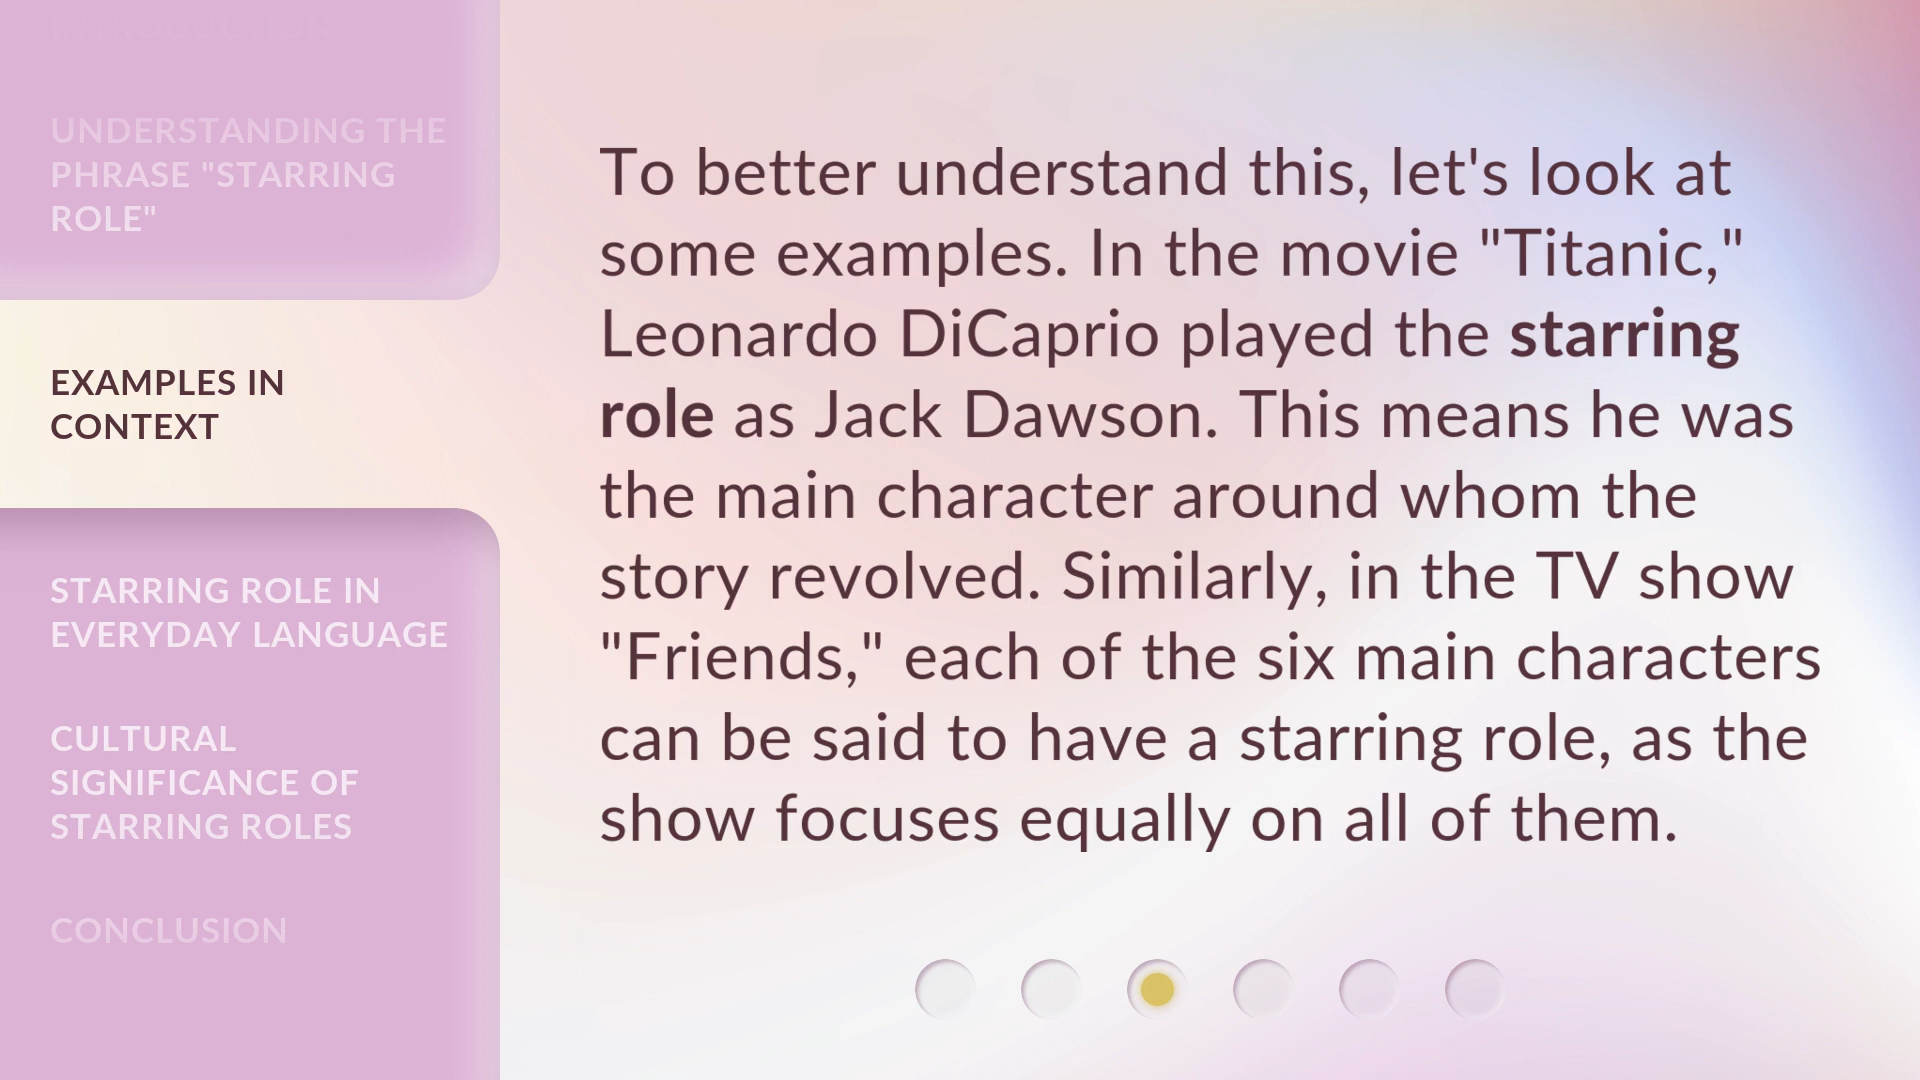 INTRODUCTION
UNDERSTANDING THE
PHRASE "STARRING
ROLE"
EXAMPLES IN
CONTEXT
STARRING ROLE IN
EVERYDAY LANGUAGE
CULTURAL
SIGNIFICANCE OF
STARRING ROLES
CONCLUSION
To better understand this, let's look at
some examples. In the movie "Titanic,"
Leonardo DiCaprio played the starring
role as Jack Dawson. This means he was
the main character around whom the
story revolved. Similarly, in the TV show
"Friends," each of the six main characters
can be said to have a starring role, as the
show focuses equally on all of them.